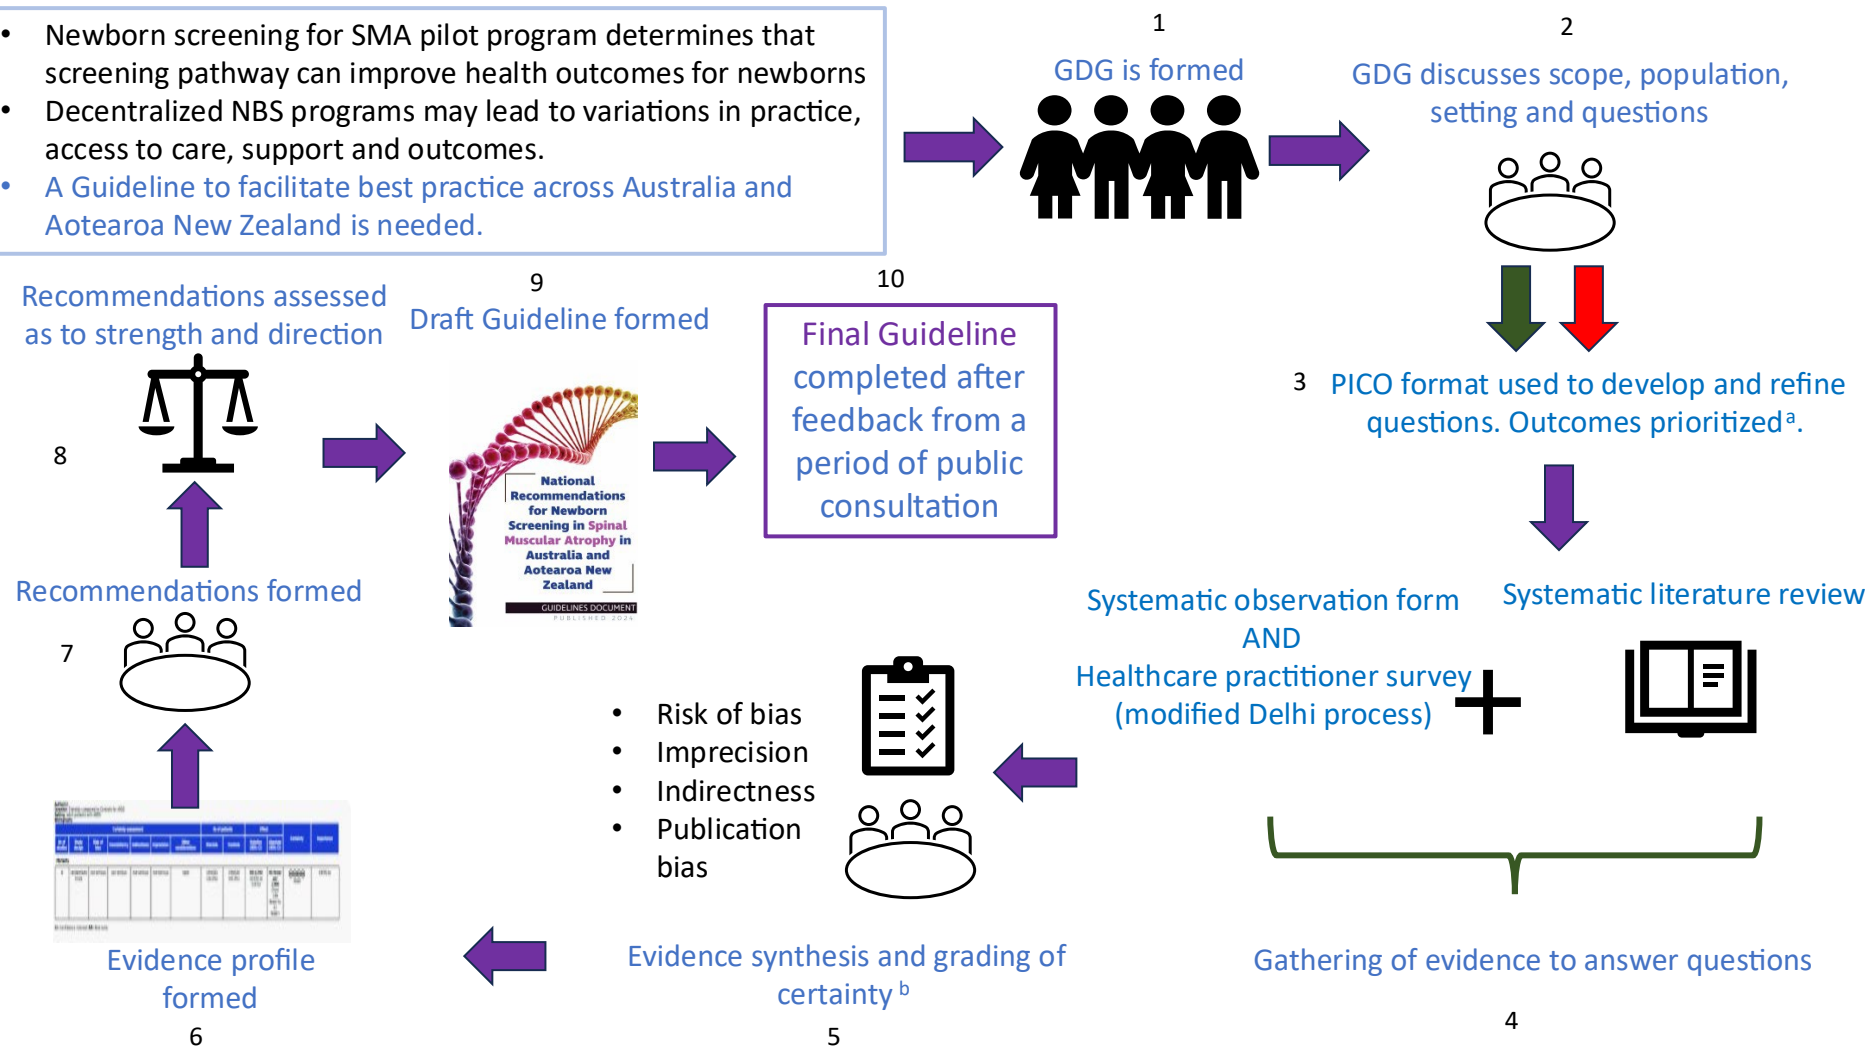 • Newborn screening for SMA pilot program determines that
screening pathway can improve health outcomes for newborns
• Decentralized NBS programs may lead to variations in practice,
access to care, support and outcomes.
• A Guideline to facilitate best practice across Australia and
Aotearoa New Zealand is needed.
1
GDG is formed
2
GDG discusses scope, population,
setting and questions
3
PICO format used to develop and refine
questions. Outcomes prioritized a.
Systematic observation form
AND
Healthcare practitioner survey
(modified Delhi process)
Systematic literature review
Gathering of evidence to answer questions
4
• Risk of bias
• Imprecision
• Indirectness
• Publication
bias
Evidence synthesis and grading of
certainty b
5
Evidence profile
formed
6
Recommendations formed
7
Recommendations assessed
as to strength and direction
8
9
Draft Guideline formed
National
Recommendations
for Newborn
Screening in Spinal
Muscular Atrophy in
Australia and
Aotearoa New
Zealand
GUIDELINES DOCUMENT
PUBLISHED 2024
10
Final Guideline
completed after
feedback from a
period of public
consultation